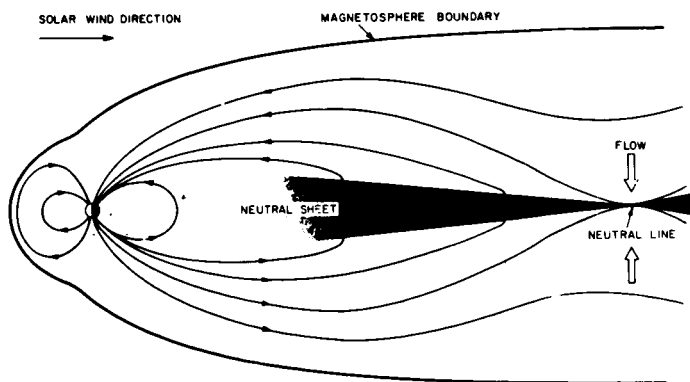 SOLAR WIND DIRECTION
MAGNETOSPHERE BOUNDARY
FLOW
NEUTRAL SHEET
NEUTRAL LINE